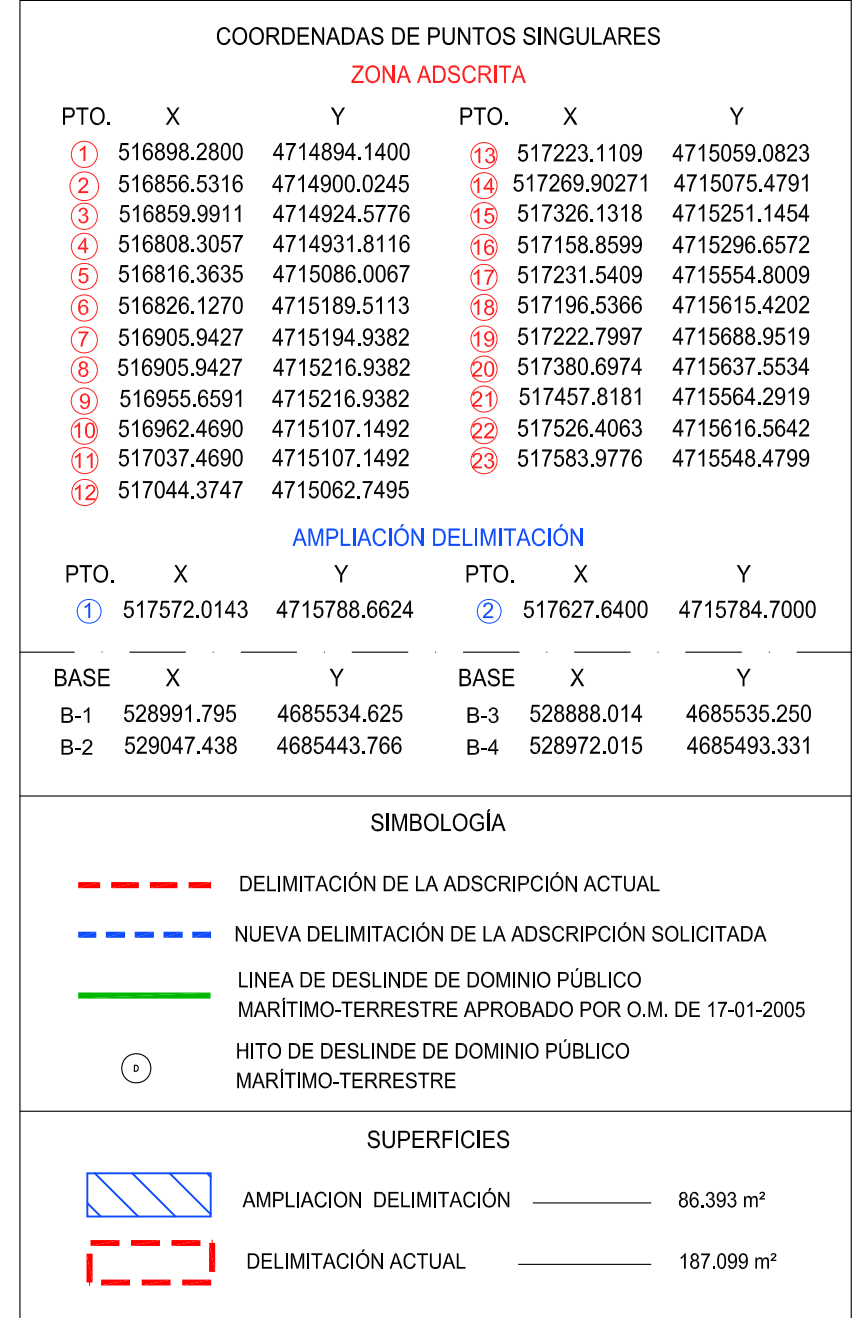 COORDENADAS DE PUNTOS SINGULARES
ZONA ADSCRITA
PTO. X Y PTO. X Y
1 516898.2800 4714894.1400 13 517223.1109 4715059.0823
2 516856.5316 4714900.0245 14 517269.90271 4715075.4791
3 516859.9911 4714924.5776 15 517326.1318 4715251.1454
4 516808.3057 4714931.8116 16 517158.8599 4715296.6572
5 516816.3635 4715086.0067 17 517231.5409 4715554.8009
6 516826.1270 4715189.5113 18 517196.5366 4715615.4202
7 516905.9427 4715194.9382 19 517222.7997 4715688.9519
8 516905.9427 4715216.9382 20 517380.6974 4715637.5534
9 516955.6591 4715216.9382 21 517457.8181 4715564.2919
10 516962.4690 4715107.1492 22 517526.4063 4715616.5642
11 517037.4690 4715107.1492 23 517583.9776 4715548.4799
12 517044.3747 4715062.7495
AMPLIACIÓN DELIMITACIÓN
PTO. X Y PTO. X Y
1 517572.0143 4715788.6624 2 517627.6400 4715784.7000
BASE X Y BASE X Y
B-1 528991.795 4685534.625 B-3 528888.014 4685535.250
B-2 529047.438 4685443.766 B-4 528972.015 4685493.331
SIMBOLOGÍA
DELIMITACIÓN DE LA ADSCRIPCIÓN ACTUAL
NUEVA DELIMITACIÓN DE LA ADSCRIPCIÓN SOLICITADA
LINEA DE DESLINDE DE DOMINIO PÚBLICO
MARÍTIMO-TERRESTRE APROBADO POR O.M. DE 17-01-2005
HITO DE DESLINDE DE DOMINIO PÚBLICO
D
MARÍTIMO-TERRESTRE
SUPERFICIES
AMPLIACION DELIMITACIÓN 86.393 m²
DELIMITACIÓN ACTUAL 187.099 m²